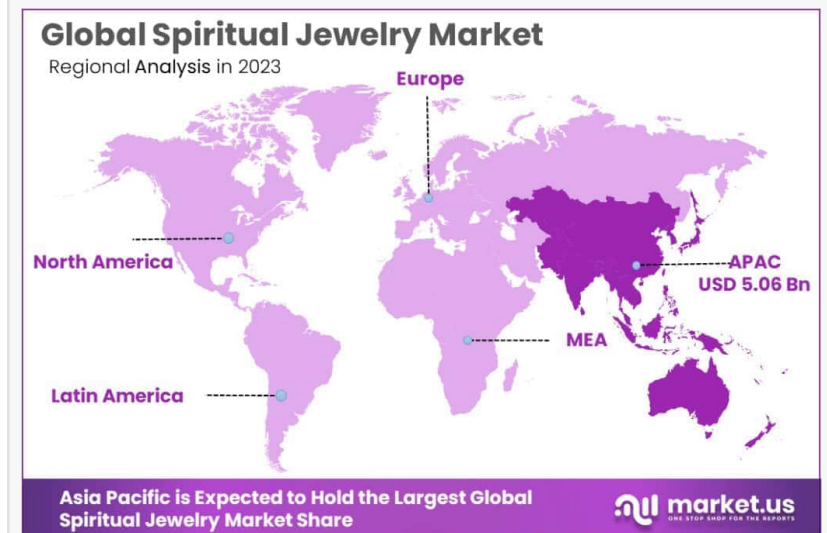 Global Spiritual Jewelry Market
Regional Analysis in 2023
Europe
North America
APAC
USD 5.06 Bn
MEA
Latin America
Asia Pacific is Expected to Hold the Largest Global
Spiritual Jewelry Market Share
market.us
ONE STOP SHOP FOR THE REPORTS